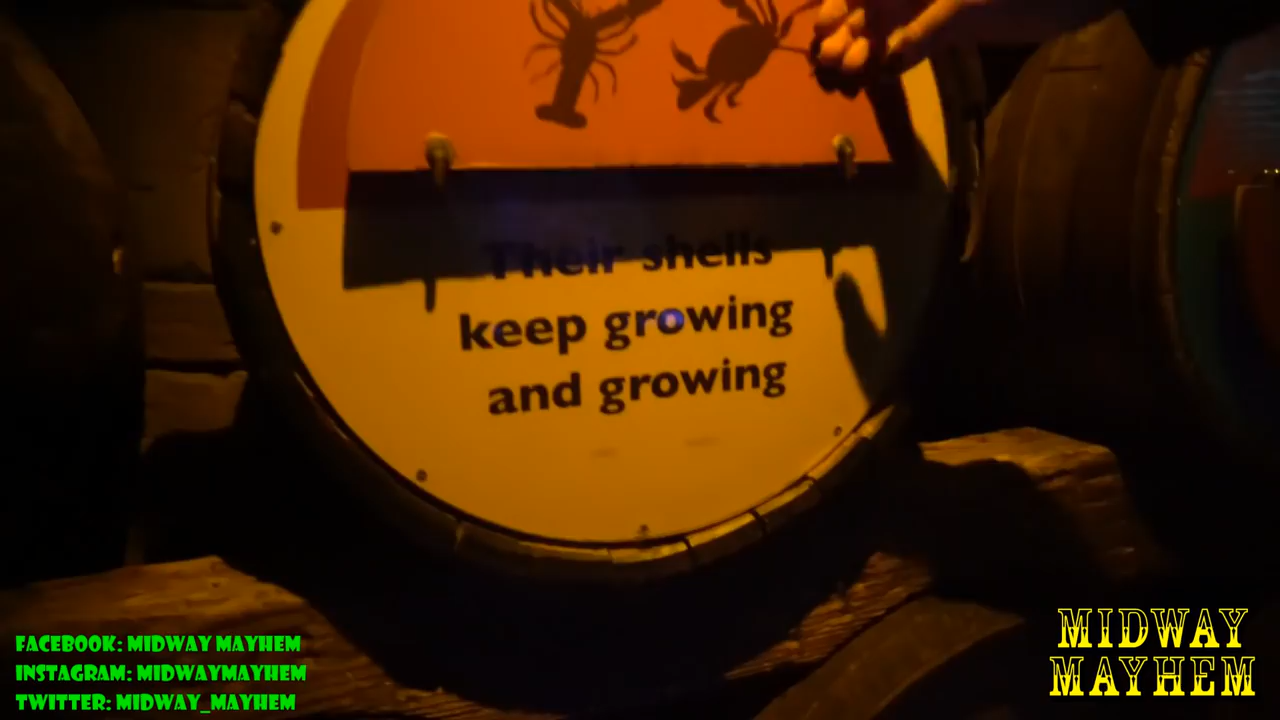 Their shells
keep growing
and growing
FACEBOOK: MIDWAY MAYHEM
INSTAGRAM: MIDWAYMAYHEM
TWITTER: MIDWAY_MAYHEM
MIDWAY
MAYHEM